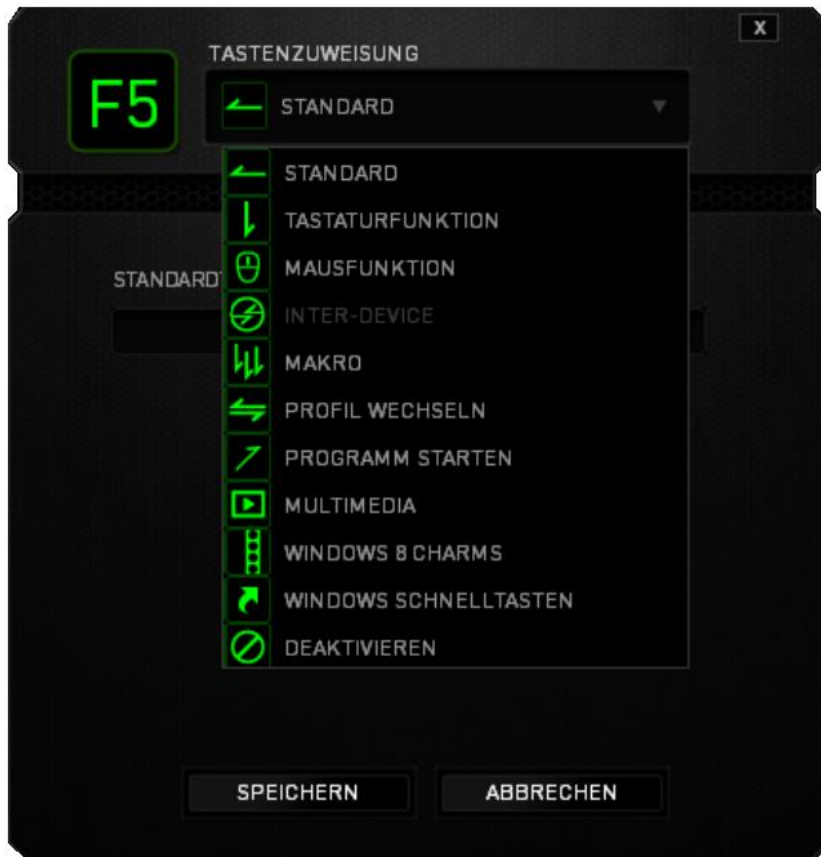 X
TASTENZUWEISUNG
F5
STANDARD
STANDARD
TASTATURFUNKTION
MAUSFUNKTION
STANDARD
INTER-DEVICE
MAKRO
PROFIL WECHSELN
PROGRAMM STARTEN
MULTIMEDIA
WINDOWS 8 CHARMS
WINDOWS SCHNELLTASTEN
DEAKTIVIEREN
SPEICHERN ABBRECHEN